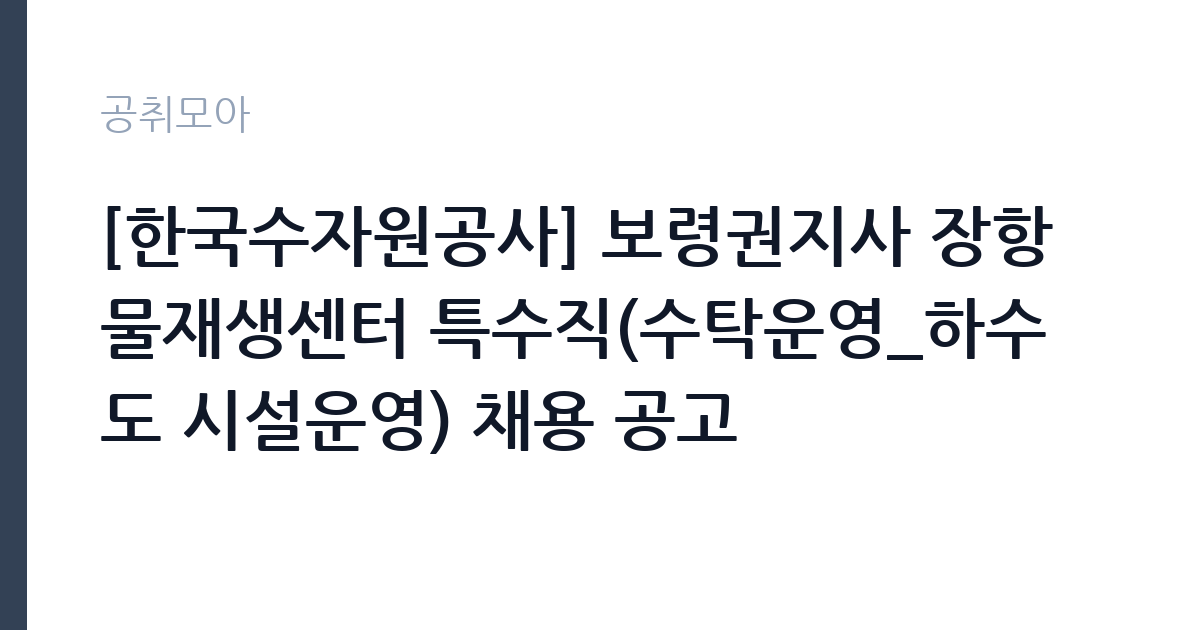 공취모아
[한국수자원공사] 보령권지사 장항
물재생센터 특수직(수탁운영_하수
도 시설운영) 채용 공고